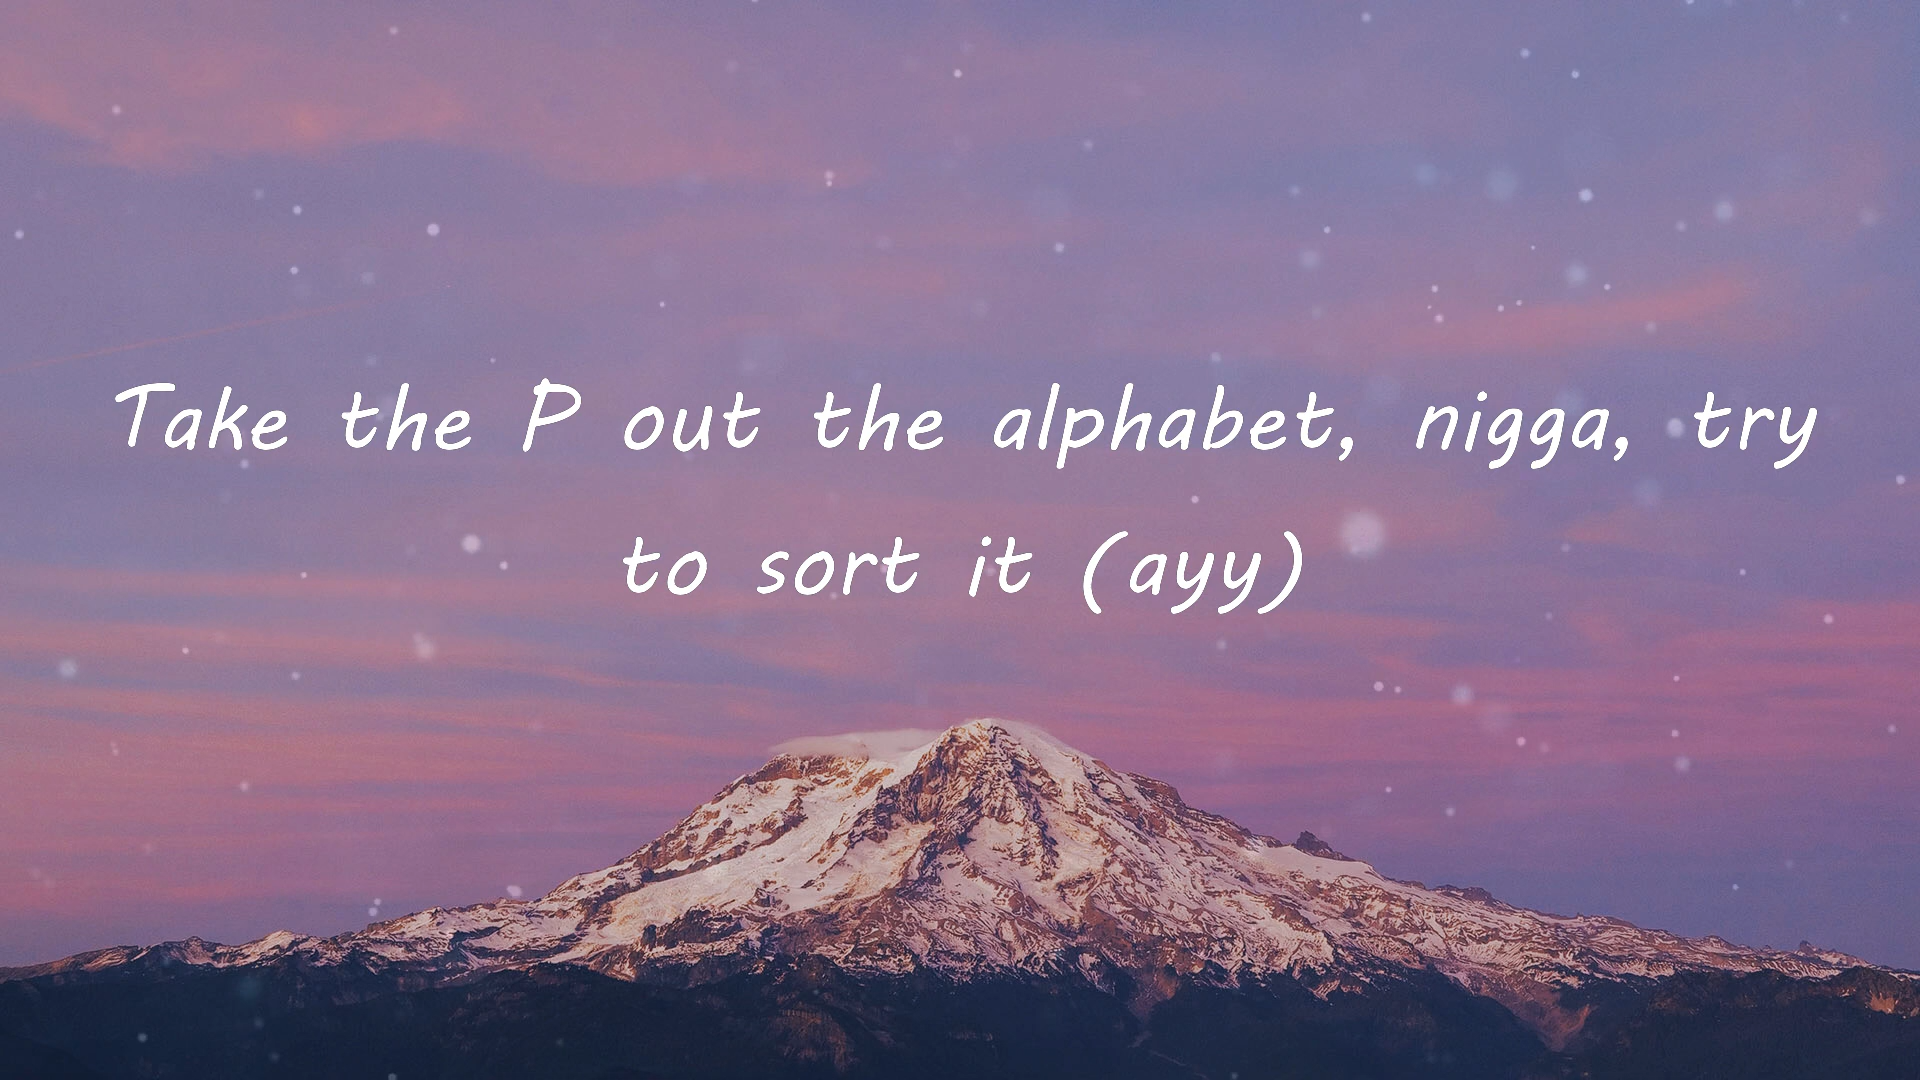 Take the P out the alphabet, nigga, try
to sort it (ayy)